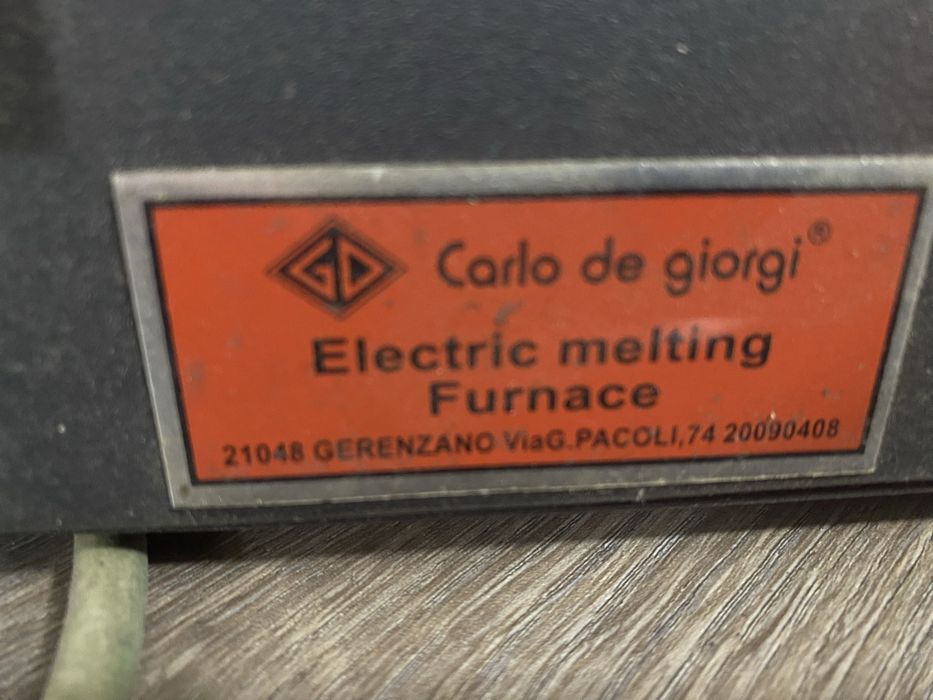 GD Carlo de giorgi®
Electric melting
Furnace
21048 GERENZANO ViaG.PACOLI,74 20090408